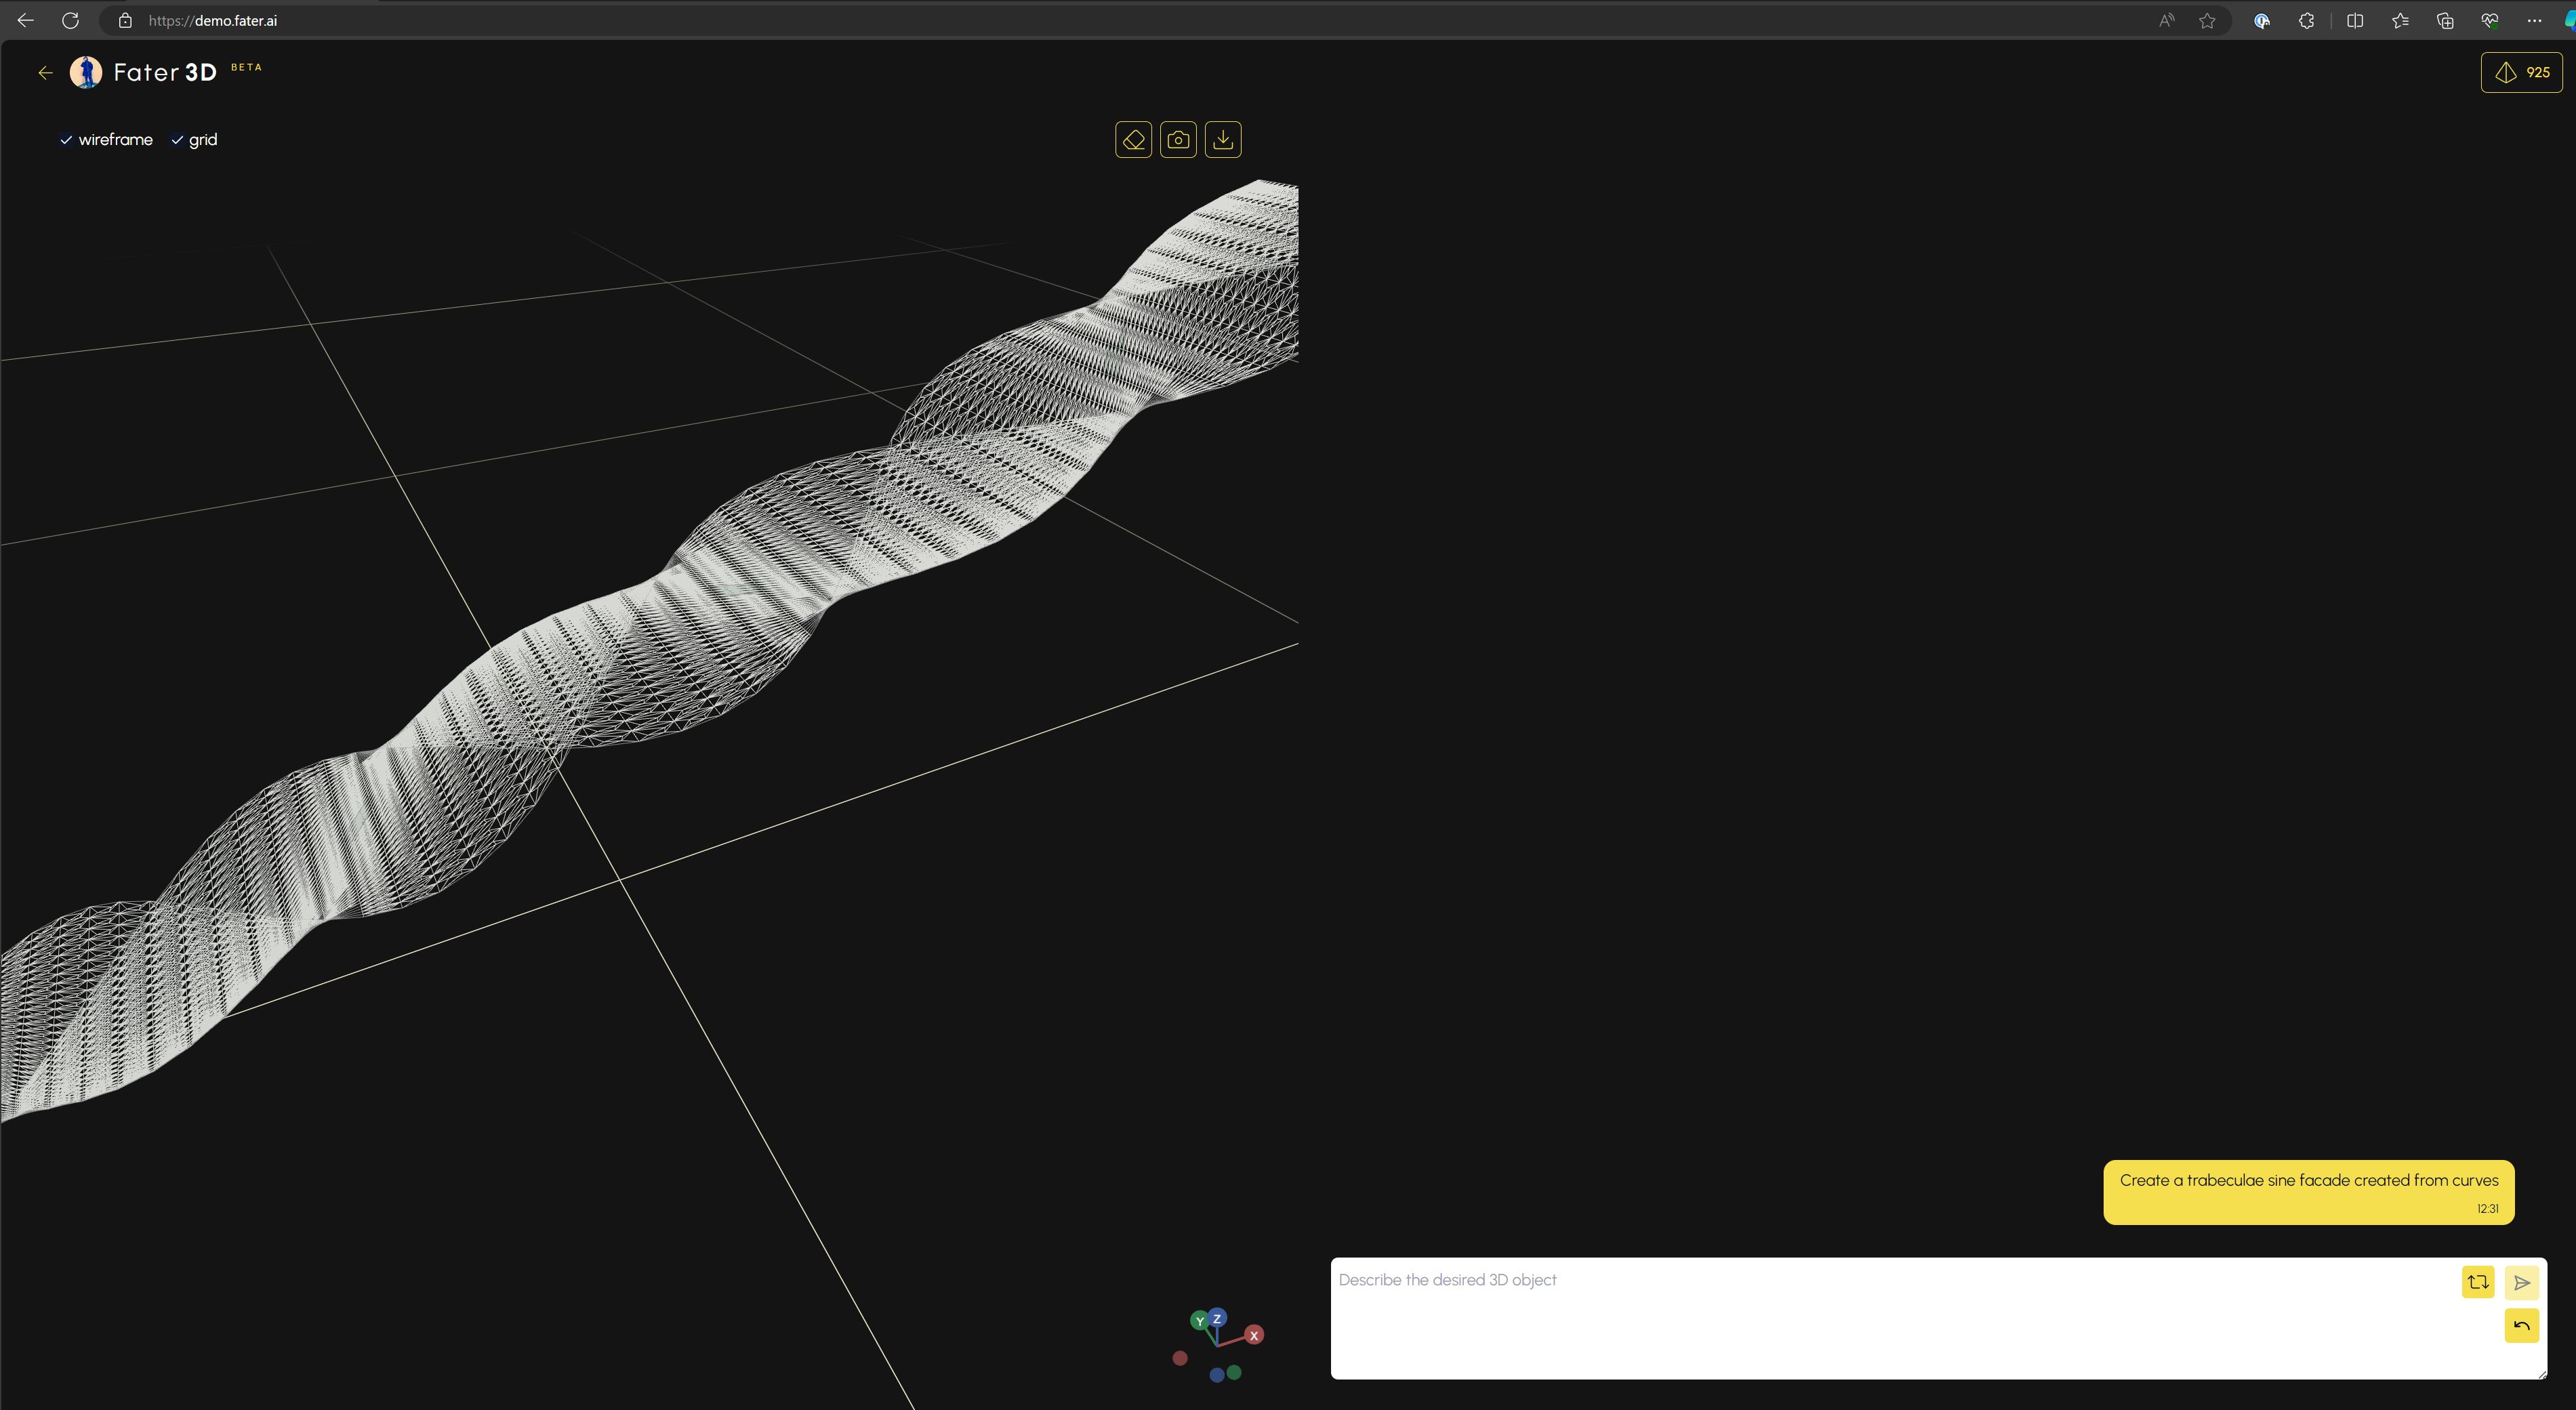 https://demo.fater.ai
Fater 3D BETA
925
wireframe grid
Create a trabeculae sine facade created from curves
12:31
Describe the desired 3D object
Y Z X